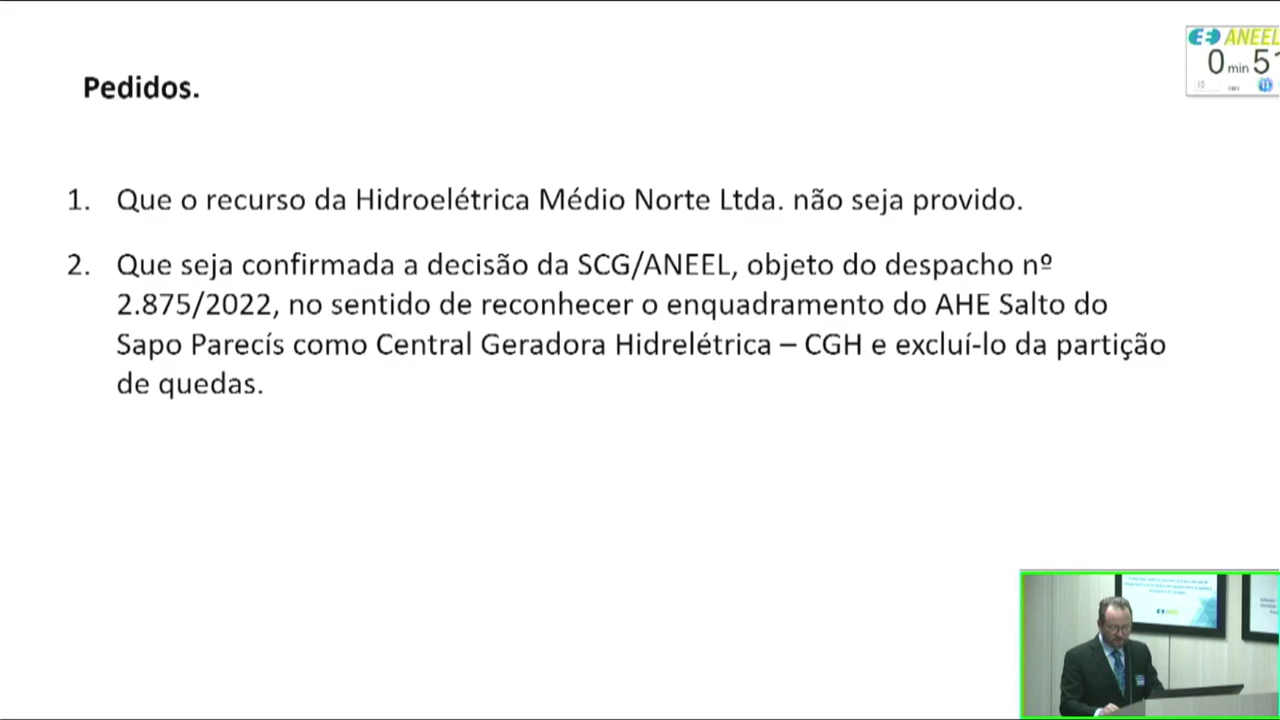 Pedidos.
ANEEL
0 min 5
1. Que o recurso da Hidroelétrica Médio Norte Ltda. não seja provido.
2. Que seja confirmada a decisão da SCG/ANEEL, objeto do despacho nº
2.875/2022, no sentido de reconhecer o enquadramento do AHE Salto do
Sapo Parecís como Central Geradora Hidrelétrica – CGH e excluí-lo da partição
de quedas.
ANEEL